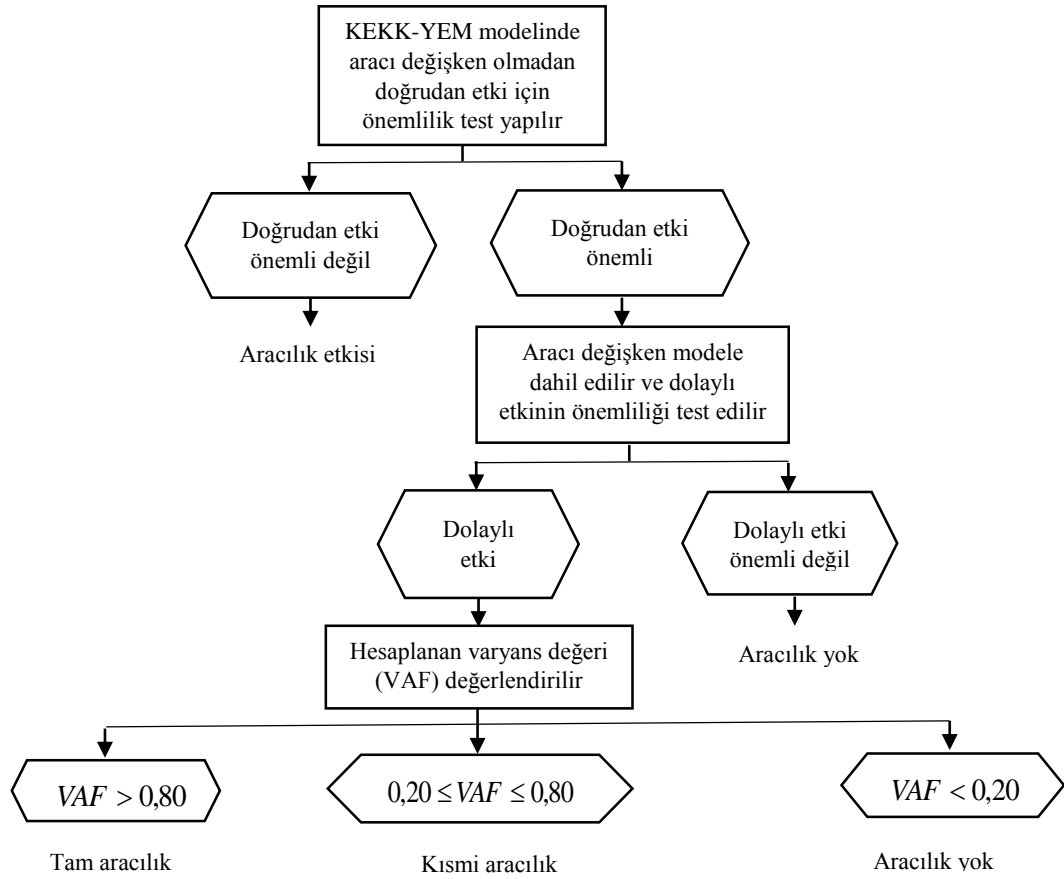 KEKK-YEM modelinde
aracı değişken olmadan
doğrudan etki için
önemlilik test yapılır
Doğrudan etki
önemli değil
Doğrudan etki
önemli
Aracılık etkisi
Aracı değişken modele
dahil edilir ve dolaylı
etkinin önemliliği test edilir
Dolaylı
etki
Dolaylı etki
önemli değil
Hesaplanan varyans değeri
(VAF) değerlendirilir
Aracılık yok
VAF > 0,80
0,20 ≤ VAF ≤ 0,80
VAF < 0,20
Tam aracılık
Kısmi aracılık
Aracılık yok